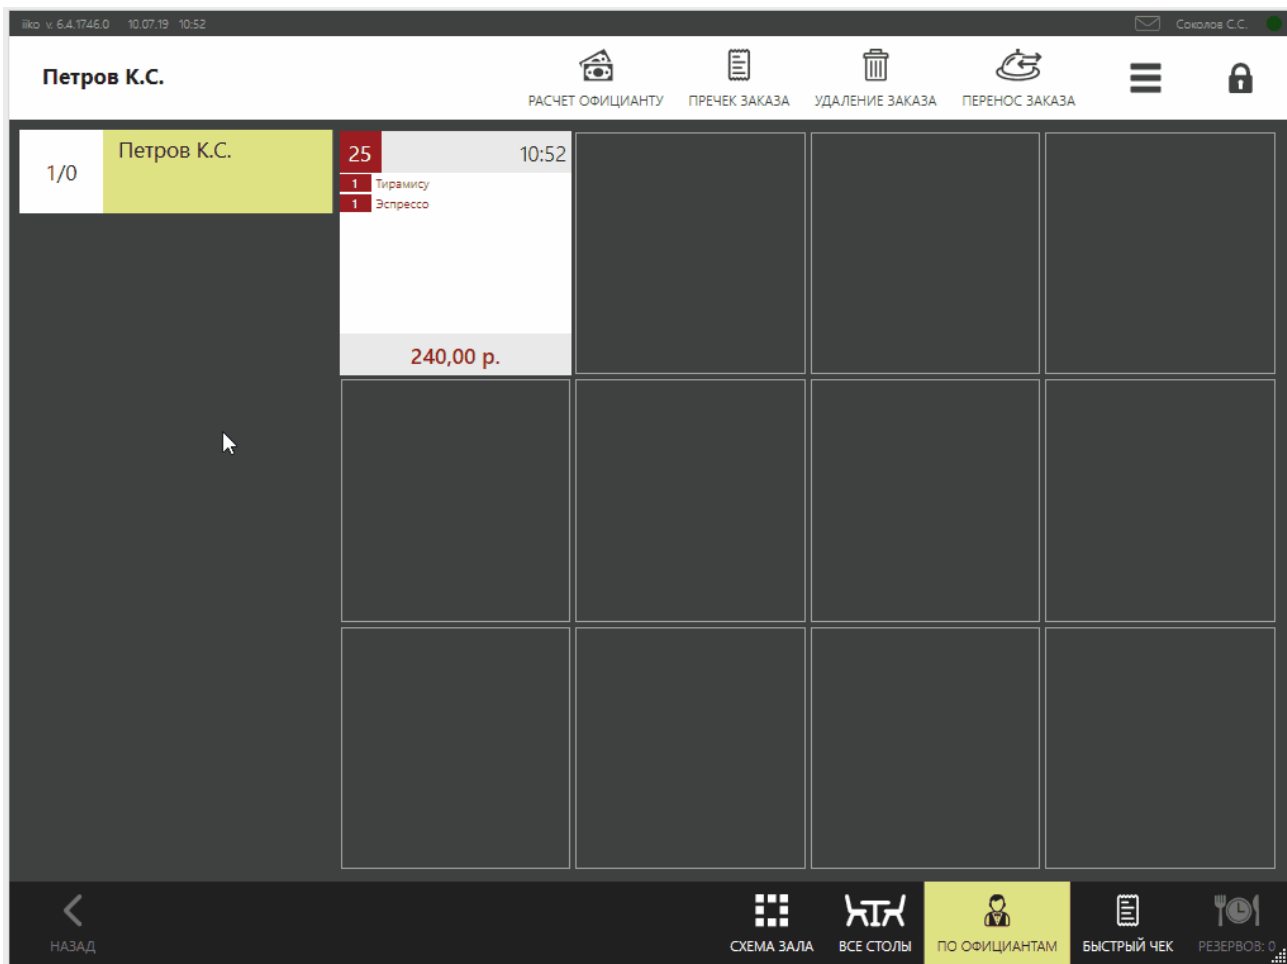 iiko v. 6.4.1746.0 10.07.19 10:52 Соколов С.С.
Петров К.С.
РАСЧЕТ ОФИЦИАНТУ ПРЕЧЕК ЗАКАЗА УДАЛЕНИЕ ЗАКАЗА ПЕРЕНОС ЗАКАЗА
1/0 Петров К.С.
25 10:52
1 Тирамису
1 Эспрессо
240,00 р.
НАЗАД СХЕМА ЗАЛА ВСЕ СТОЛЫ ПО ОФИЦИАНТАМ БЫСТРЫЙ ЧЕК РЕЗЕРВОВ: 0